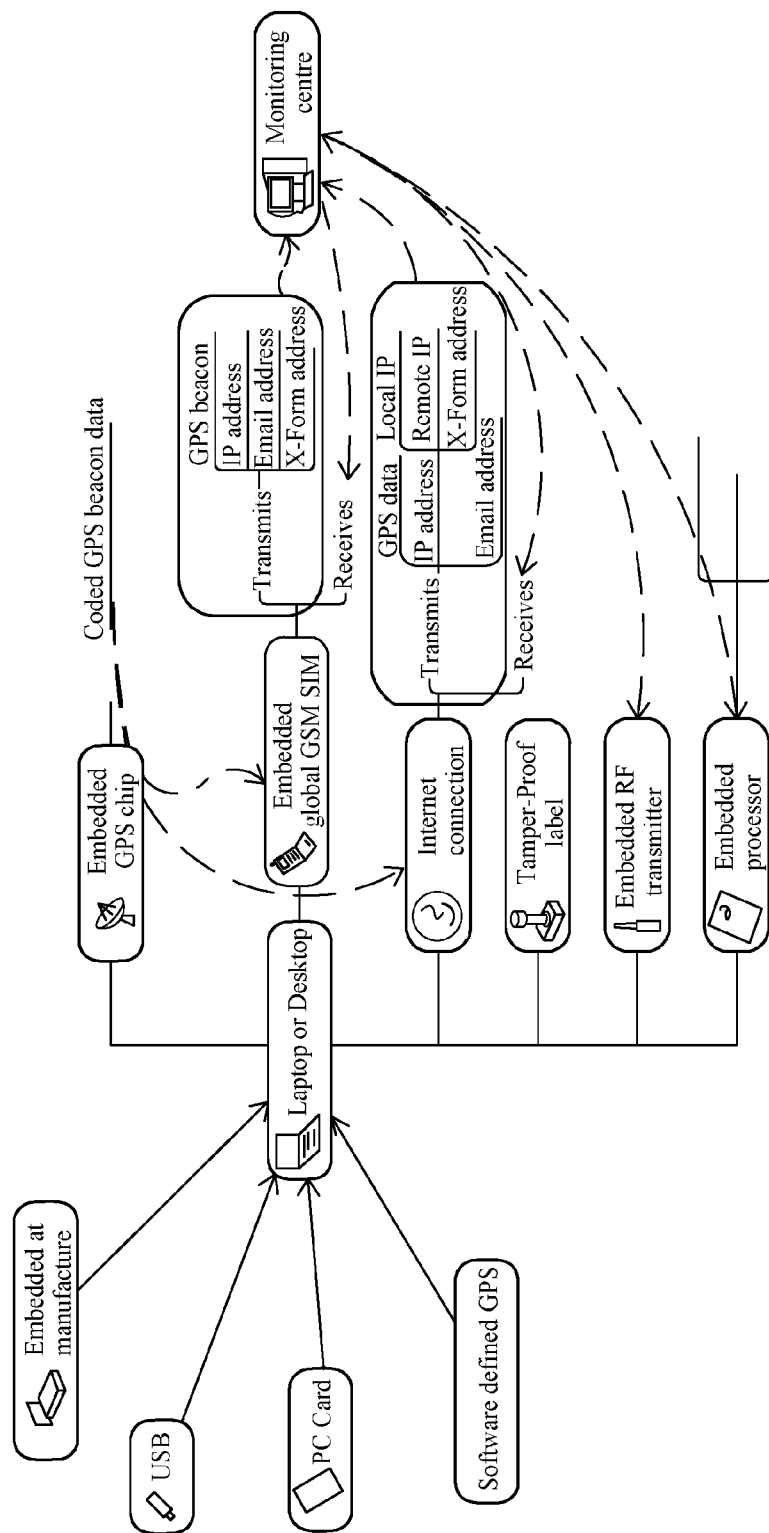 Embedded at
manufacture
USB
PC Card
Software defined GPS
Laptop or Desktop
Embedded
GPS chip
Coded GPS beacon data
Embedded
global GSM SIM
Transmits
GPS beacon
IP address
Email address
X-Form address
Receives
Internet
connection
Transmits
GPS data
IP address
Email address
Local IP
Remote IP
X-Form address
Receives
Tamper-Proof
label
Embedded RF
transmitter
Embedded
processor
Monitoring
centre